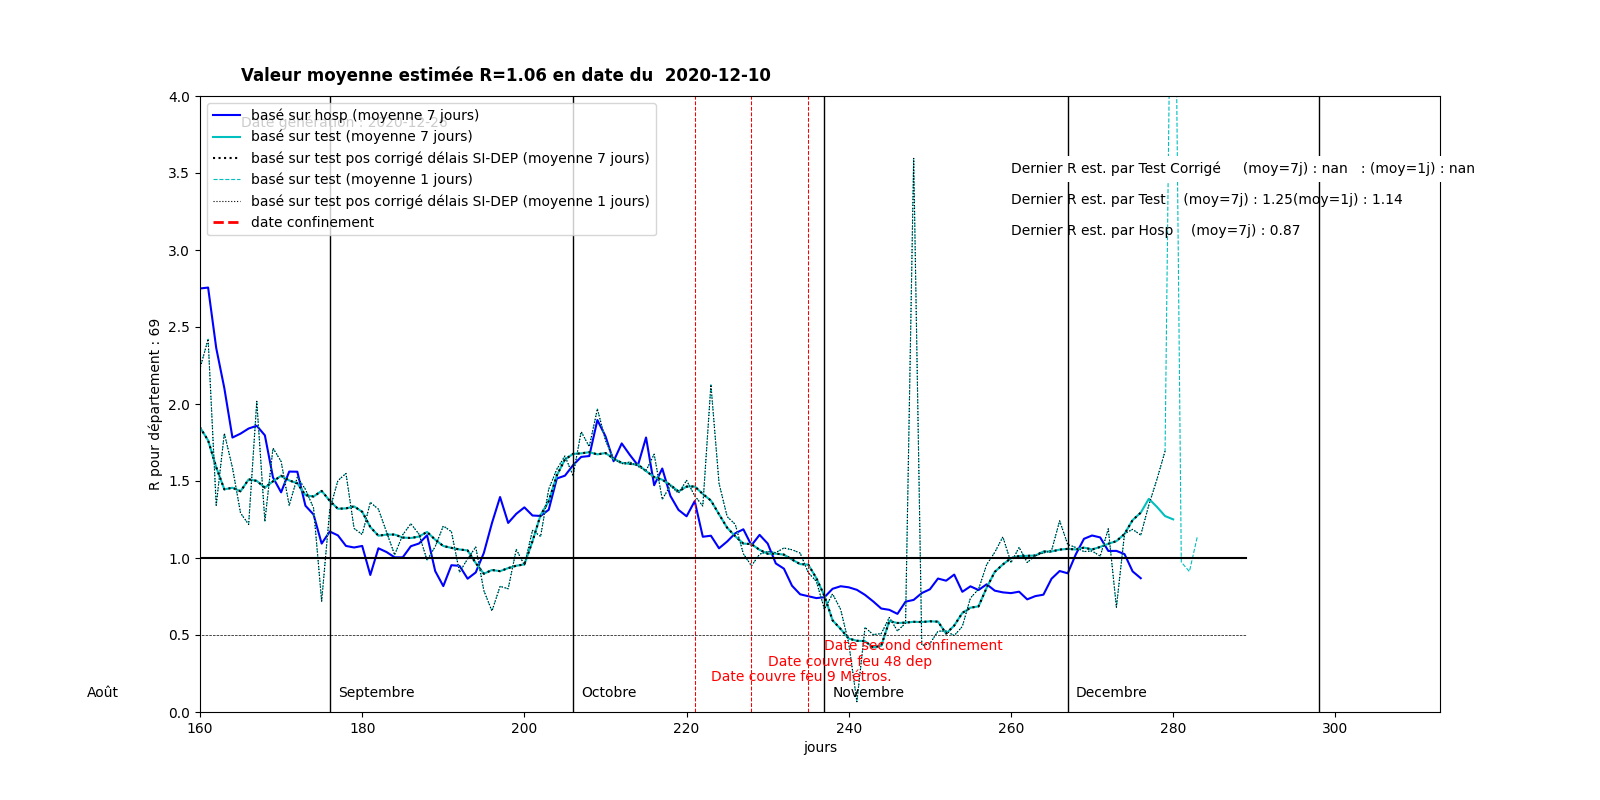 Valeur moyenne estimée R=1.06 en date du  2020-12-10
4.0
3.5
3.0
2.5
2.0
1.5
1.0
0.5
0.0
R pour département : 69
basé sur hosp (moyenne 7 jours)
basé sur test (moyenne 7 jours)
basé sur test pos corrigé délais SI-DEP (moyenne 7 jours)
basé sur test (moyenne 1 jours)
basé sur test pos corrigé délais SI-DEP (moyenne 1 jours)
date confinement
Dernier R est. par Test Corrigé     (moy=7j) : nan   : (moy=1j) : nan
Dernier R est. par Test    (moy=7j) : 1.25(moy=1j) : 1.14
Dernier R est. par Hosp    (moy=7j) : 0.87
Date second confinement
Date couvre feu 48 dep
Date couvre feu 9 Metros.
Août
Septembre
Octobre
Novembre
Decembre
160 180 200 220 240 260 280 300
jours